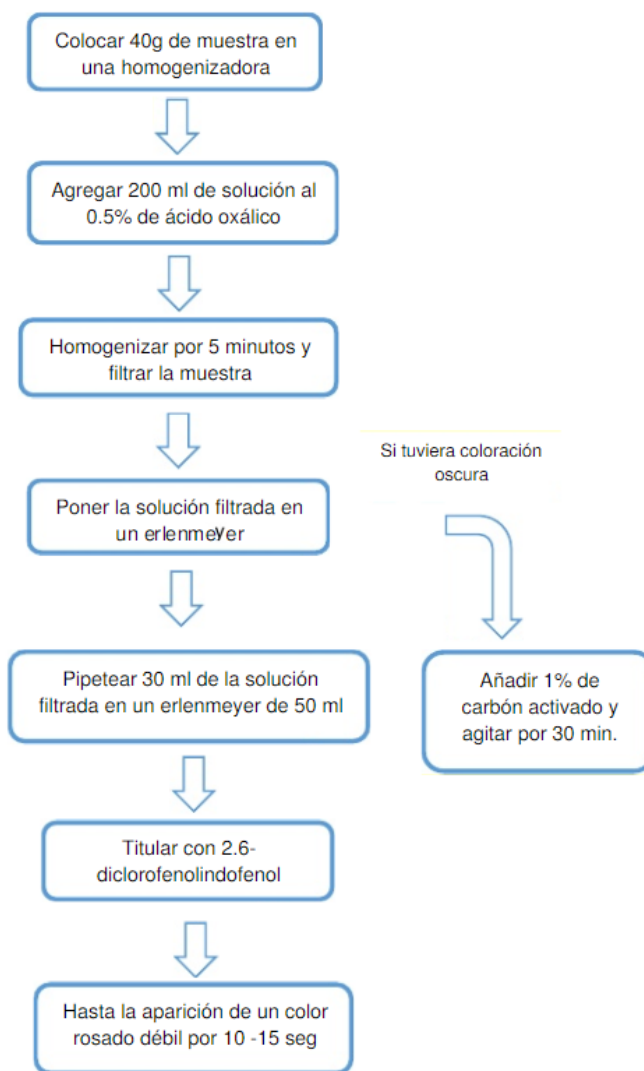 Colocar 40g de muestra en
una homogenizadora
Agregar 200 ml de solución al
0.5% de ácido oxálico
Homogenizar por 5 minutos y
filtrar la muestra
Si tuviera coloración
oscura
Poner la solución filtrada en
un erlenmeyer
Pipetear 30 ml de la solución
filtrada en un erlenmeyer de 50 ml
Añadir 1% de
carbón activado y
agitar por 30 min.
Titular con 2.6-
diclorofenolindofenol
Hasta la aparición de un color
rosado débil por 10 -15 seg